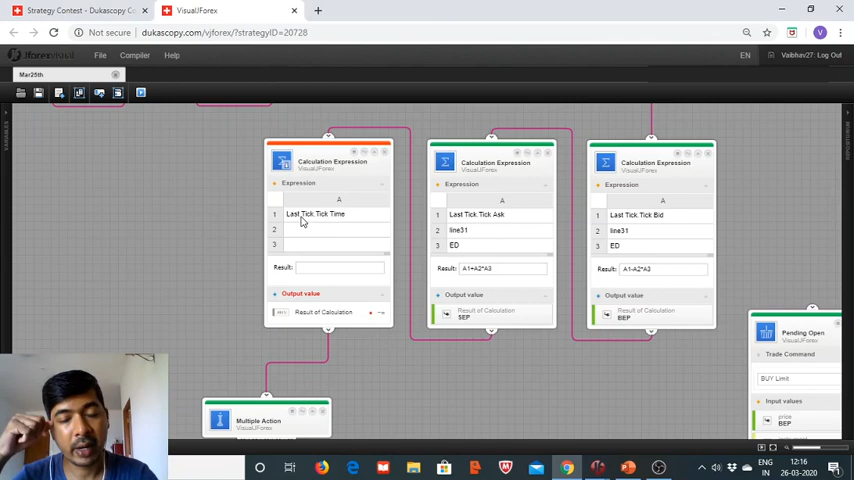 Strategy Contest - Dukascopy C
VisualJForex
Not secure
dukascopy.com/vjforex/?strategyID=20728
V
jforexvisual
File
Compiler
Help
EN
Vaibhav27: Log Out
Mar25th
VARIABLES
REPOSITORIUM
Calculation Expression
VisualJForex
Expression
A
1 Last Tick.Tick Time
2
3
Result:
Output value
Result of Calculation
Calculation Expression
VisualJForex
Expression
A
1 Last Tick.Tick Ask
2 line31
3 ED
Result: A1+A2*A3
Output value
Result of Calculation
SEP
Calculation Expression
VisualJForex
Expression
A
1 Last Tick.Tick Bid
2 line31
3 ED
Result: A1-A2*A3
Output value
Result of Calculation
BEP
Multiple Action
VisualJForex
Pending Open
VisualJForex
Trade Command
BUY Limit
Input values
price
BEP
ENG
IN
12:16
26-03-2020